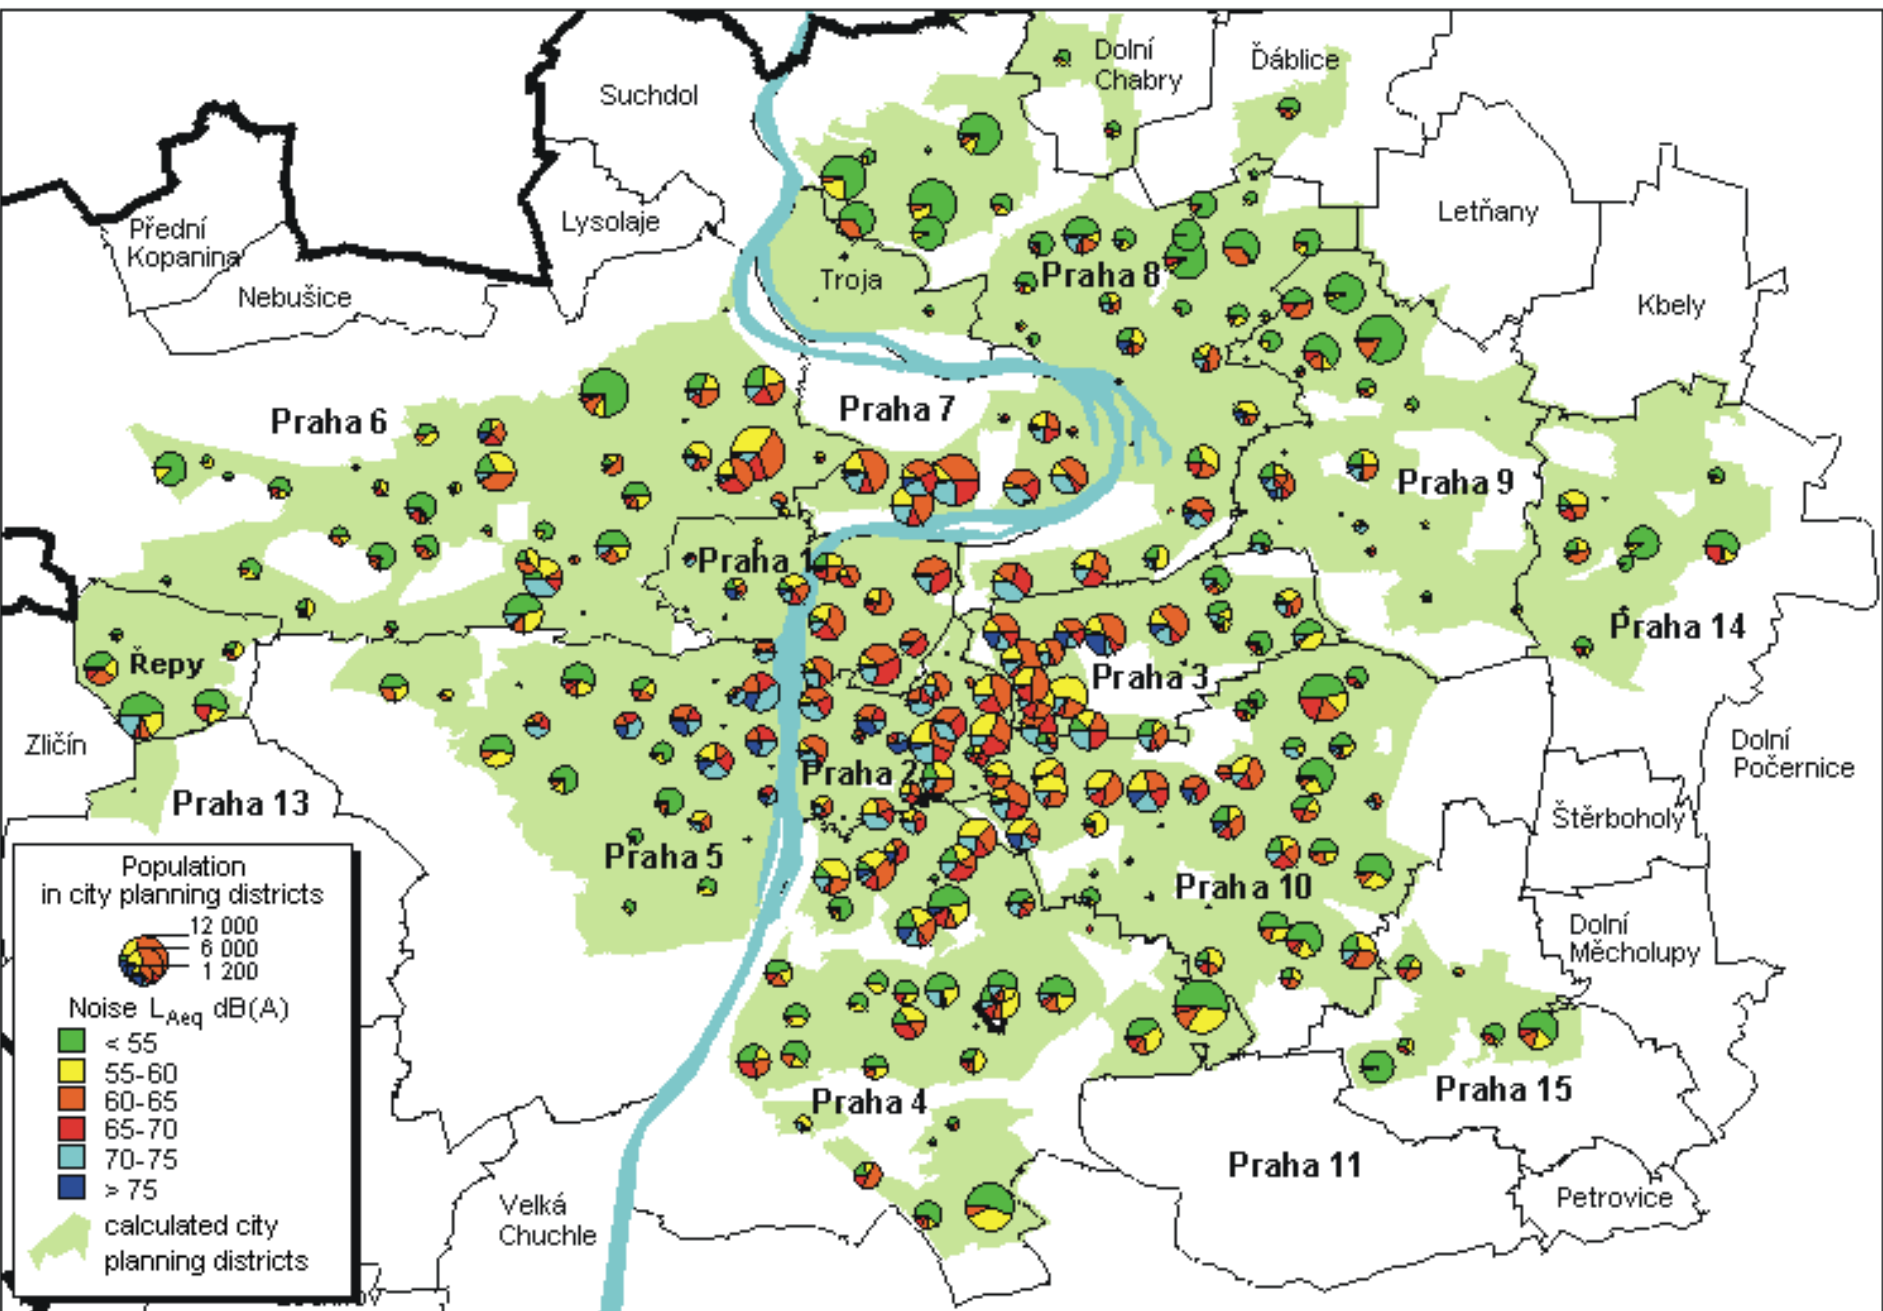 Dolní
Chabry
Ďáblice
Suchdol
Letňany
Lysolaje
Přední
Kopanina
Nebušice
Troja
Praha 8
Kbely
Praha 6
Praha 7
Praha 9
Praha 1
Praha 14
Řepy
Praha 3
Zličín
Dolní
Počernice
Praha 2
Praha 13
Štěrboholy
Praha 5
Praha 10
Dolní
Měcholupy
Praha 15
Praha 4
Praha 11
Petrovice
Velká
Chuchle
Population
in city planning districts
12 000
6 000
1 200
Noise LAeq dB(A)
< 55
55-60
60-65
65-70
70-75
> 75
calculated city
planning districts